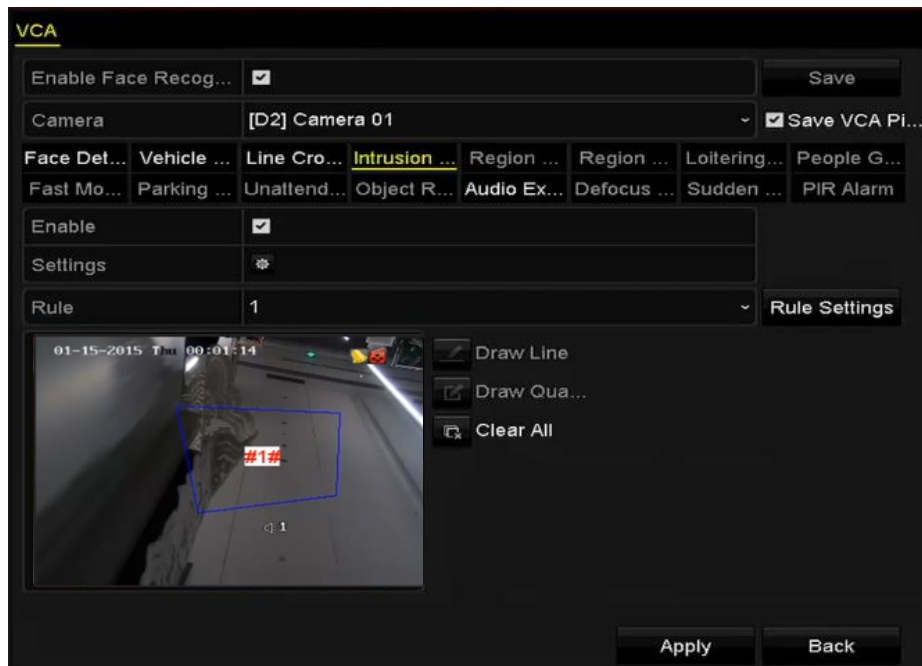 VCA
Enable Face Recog... Save
Camera [D2] Camera 01 Save VCA Pi...
Face Det... Vehicle ... Line Cro... Intrusion ... Region ... Region ... Loitering... People G...
Fast Mo... Parking ... Unattend... Object R... Audio Ex... Defocus ... Sudden ... PIR Alarm
Enable
Settings
Rule 1 Rule Settings
01-15-2015 Thu 00:01:14
Draw Line
Draw Qua...
Clear All
#1#
1
Apply Back